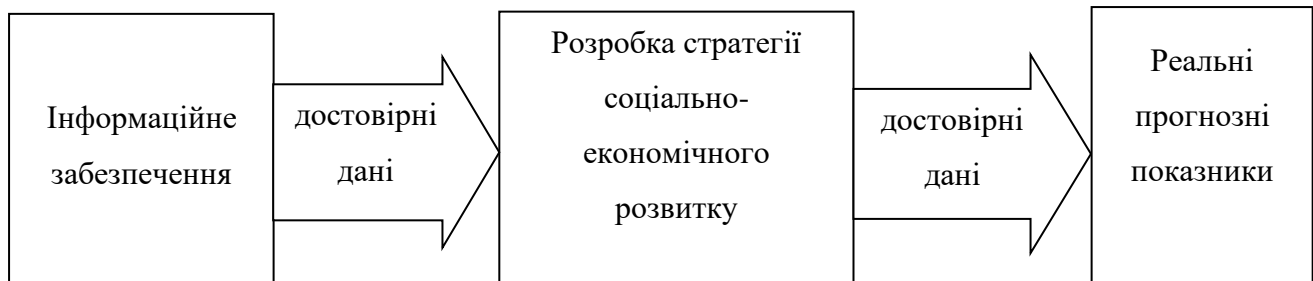 Інформаційне
забезпечення
достовірні
дані
Розробка стратегії
соціально-
економічного
розвитку
достовірні
дані
Реальні
прогнозні
показники